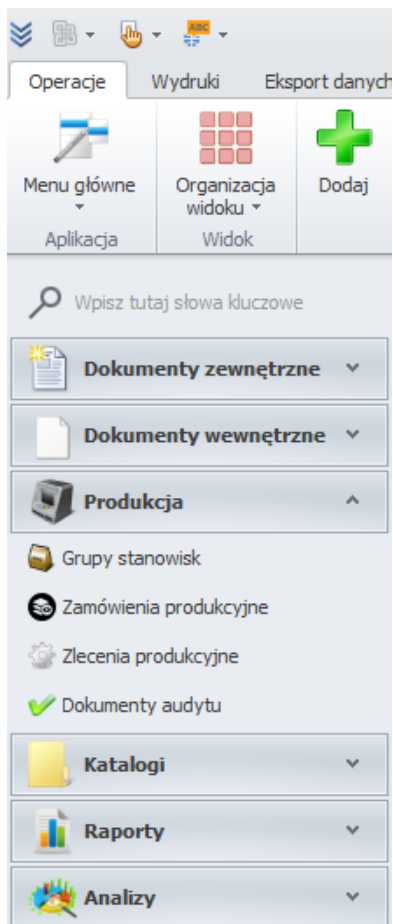 ABC
Operacje Wydruki Eksport danych
Menu główne Organizacja widoku Dodaj
Aplikacja Widok
Wpisz tutaj słowa kluczowe
Dokumenty zewnętrzne
Dokumenty wewnętrzne
Produkcja
Grupy stanowisk
Zamówienia produkcyjne
Zlecenia produkcyjne
Dokumenty audytu
Katalogi
Raporty
Analizy